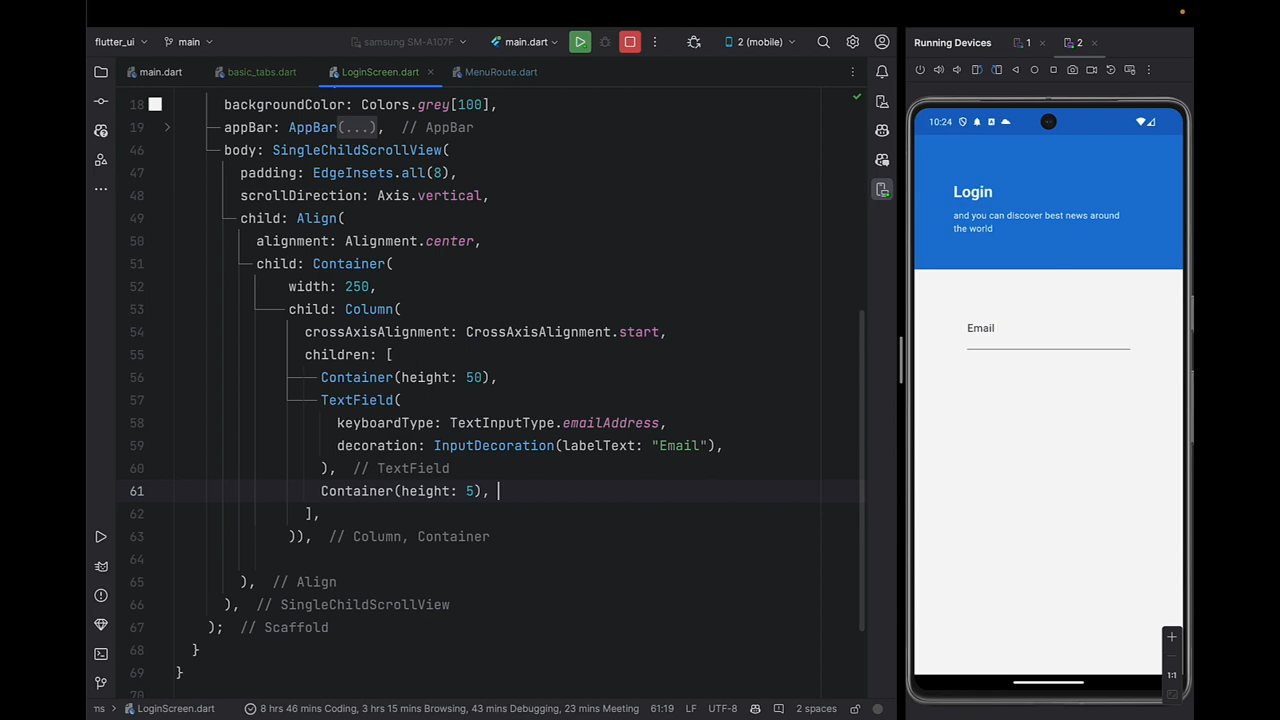 flutter_ui
main
samsung SM-A107F
main.dart
2 (mobile)
Running Devices
1
2
main.dart
basic_tabs.dart
LoginScreen.dart
MenuRoute.dart
18 backgroundColor: Colors.grey[100],
19 appBar: AppBar(...), // AppBar
46 body: SingleChildScrollView(
47 padding: EdgeInsets.all(8),
48 scrollDirection: Axis.vertical,
49 child: Align(
50 alignment: Alignment.center,
51 child: Container(
52 width: 250,
53 child: Column(
54 crossAxisAlignment: CrossAxisAlignment.start,
55 children: [
56 Container(height: 50),
57 TextField(
58 keyboardType: TextInputType.emailAddress,
59 decoration: InputDecoration(labelText: "Email"),
60 ), // TextField
61 Container(height: 5),
62 ],
63 )), // Column, Container
64
65 ), // Align
66 ), // SingleChildScrollView
67 ); // Scaffold
68 }
69 }
70
10:24
Login
and you can discover best news around
the world
Email
1:1
ms > LoginScreen.dart
8 hrs 46 mins Coding, 3 hrs 15 mins Browsing, 43 mins Debugging, 23 mins Meeting
61:19
LF
UTF-8
2 spaces